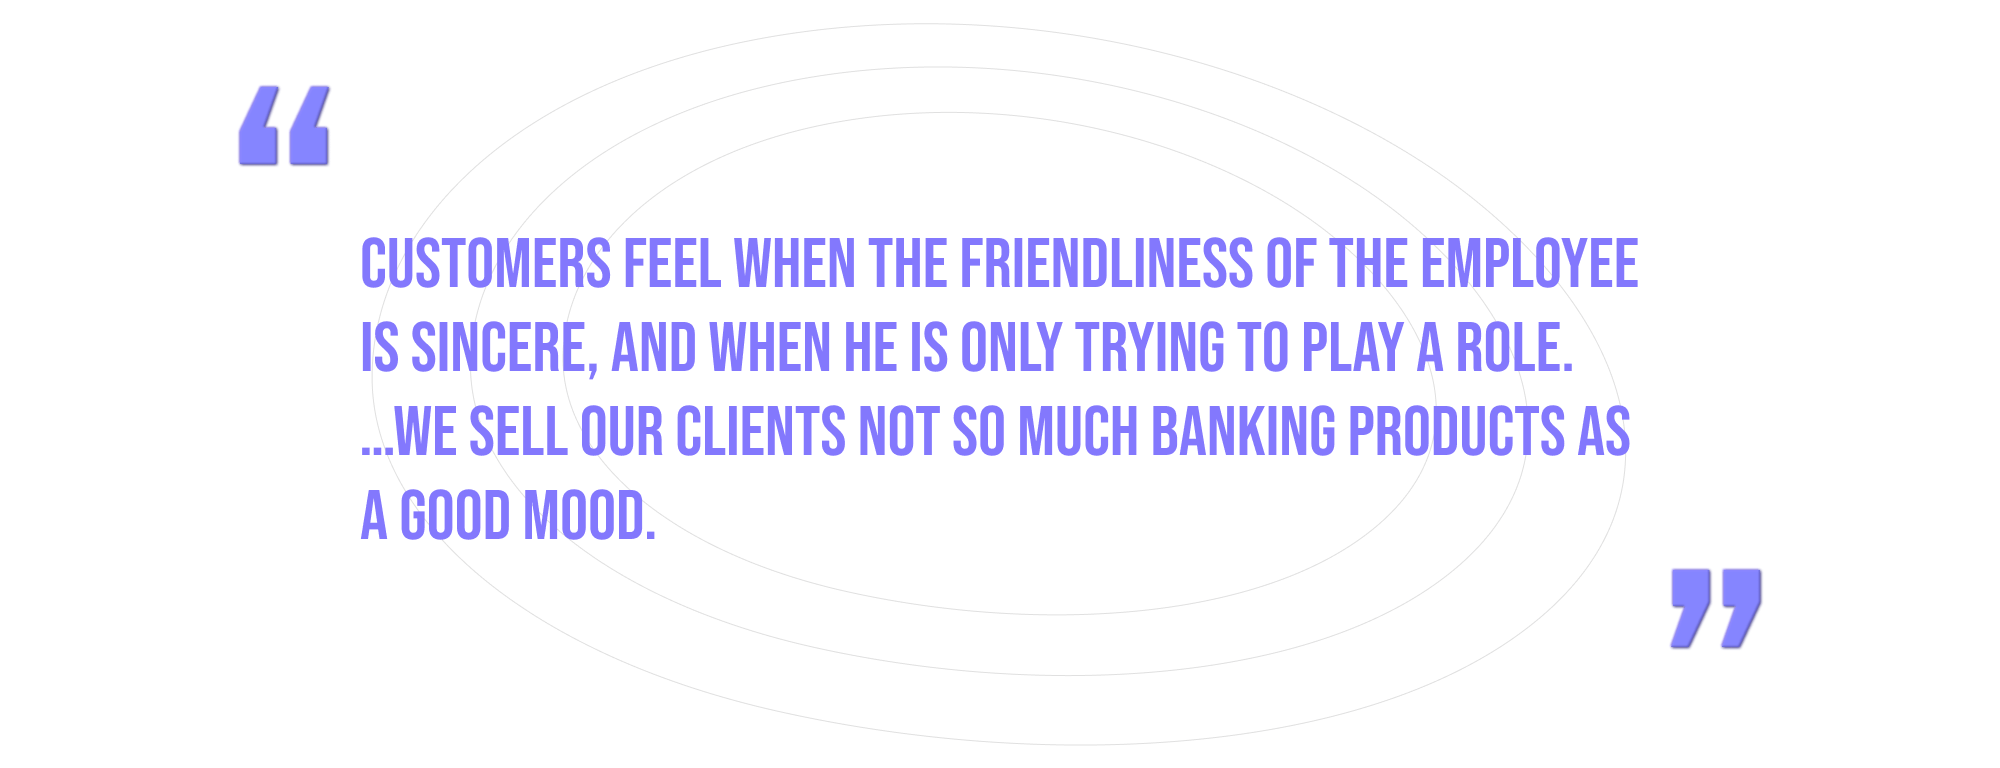 “
CUSTOMERS FEEL WHEN THE FRIENDLINESS OF THE EMPLOYEE
IS SINCERE, AND WHEN HE IS ONLY TRYING TO PLAY A ROLE.
...WE SELL OUR CLIENTS NOT SO MUCH BANKING PRODUCTS AS
A GOOD MOOD.
”